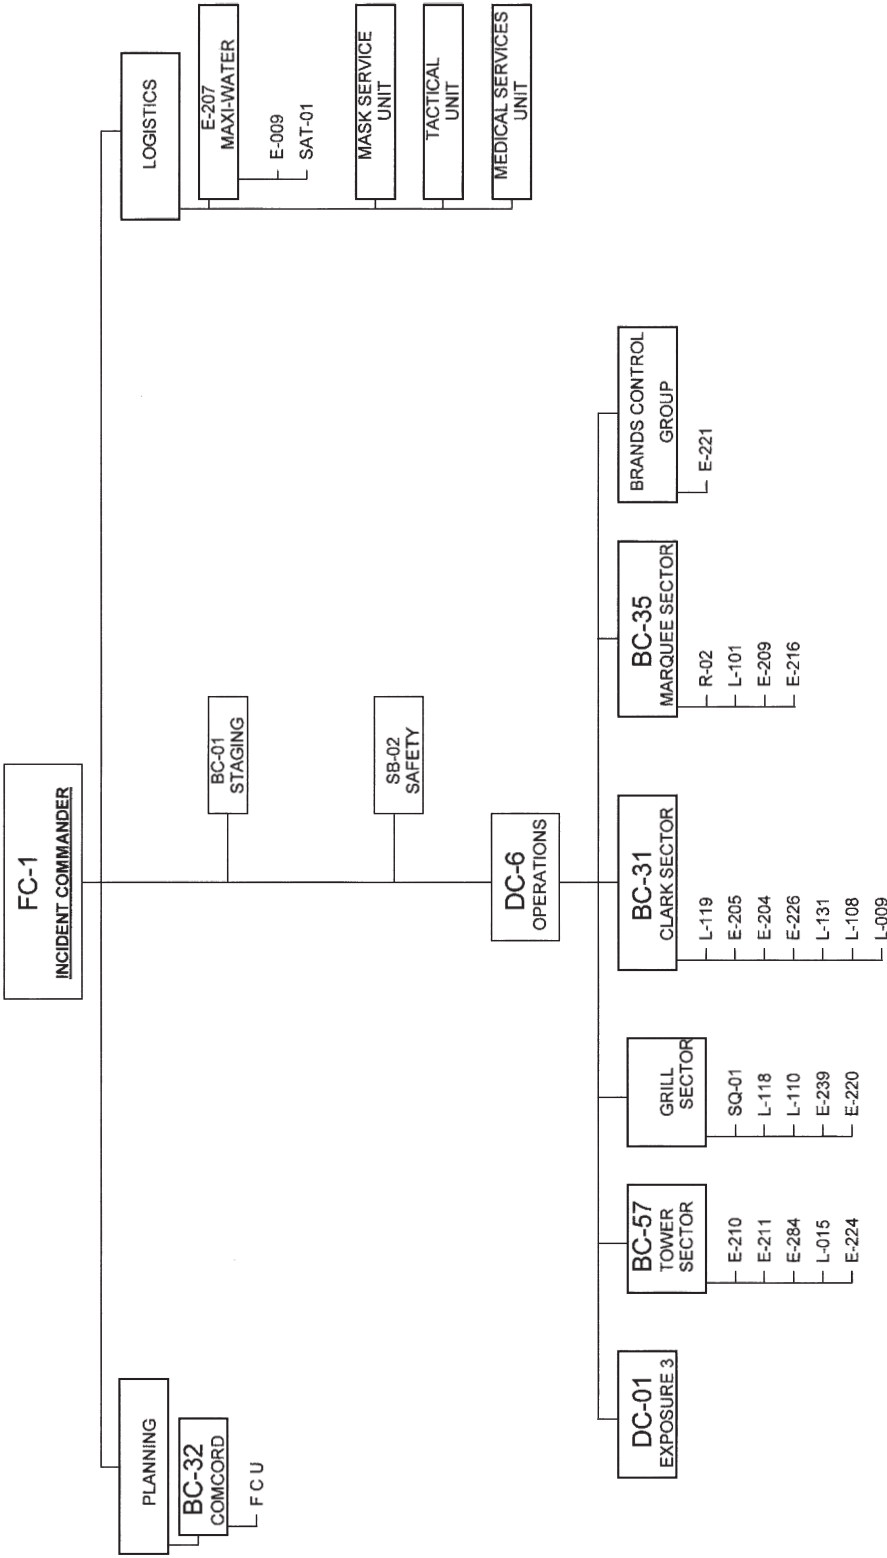 FC-1
INCIDENT COMMANDER
PLANNING
BC-32
COMCORD
F C U
BC-01
STAGING
SB-02
SAFETY
LOGISTICS
E-207
MAXI-WATER
E-009
SAT-01
MASK SERVICE
UNIT
TACTICAL
UNIT
MEDICAL SERVICES
UNIT
DC-6
OPERATIONS
DC-01
EXPOSURE 3
BC-57
TOWER
SECTOR
E-210
E-211
E-284
L-015
E-224
GRILL
SECTOR
SQ-01
L-118
L-110
E-239
E-220
BC-31
CLARK SECTOR
L-119
E-205
E-204
E-226
L-131
L-108
L-009
BC-35
MARQUEE SECTOR
R-02
L-101
E-209
E-216
BRANDS CONTROL
GROUP
E-221